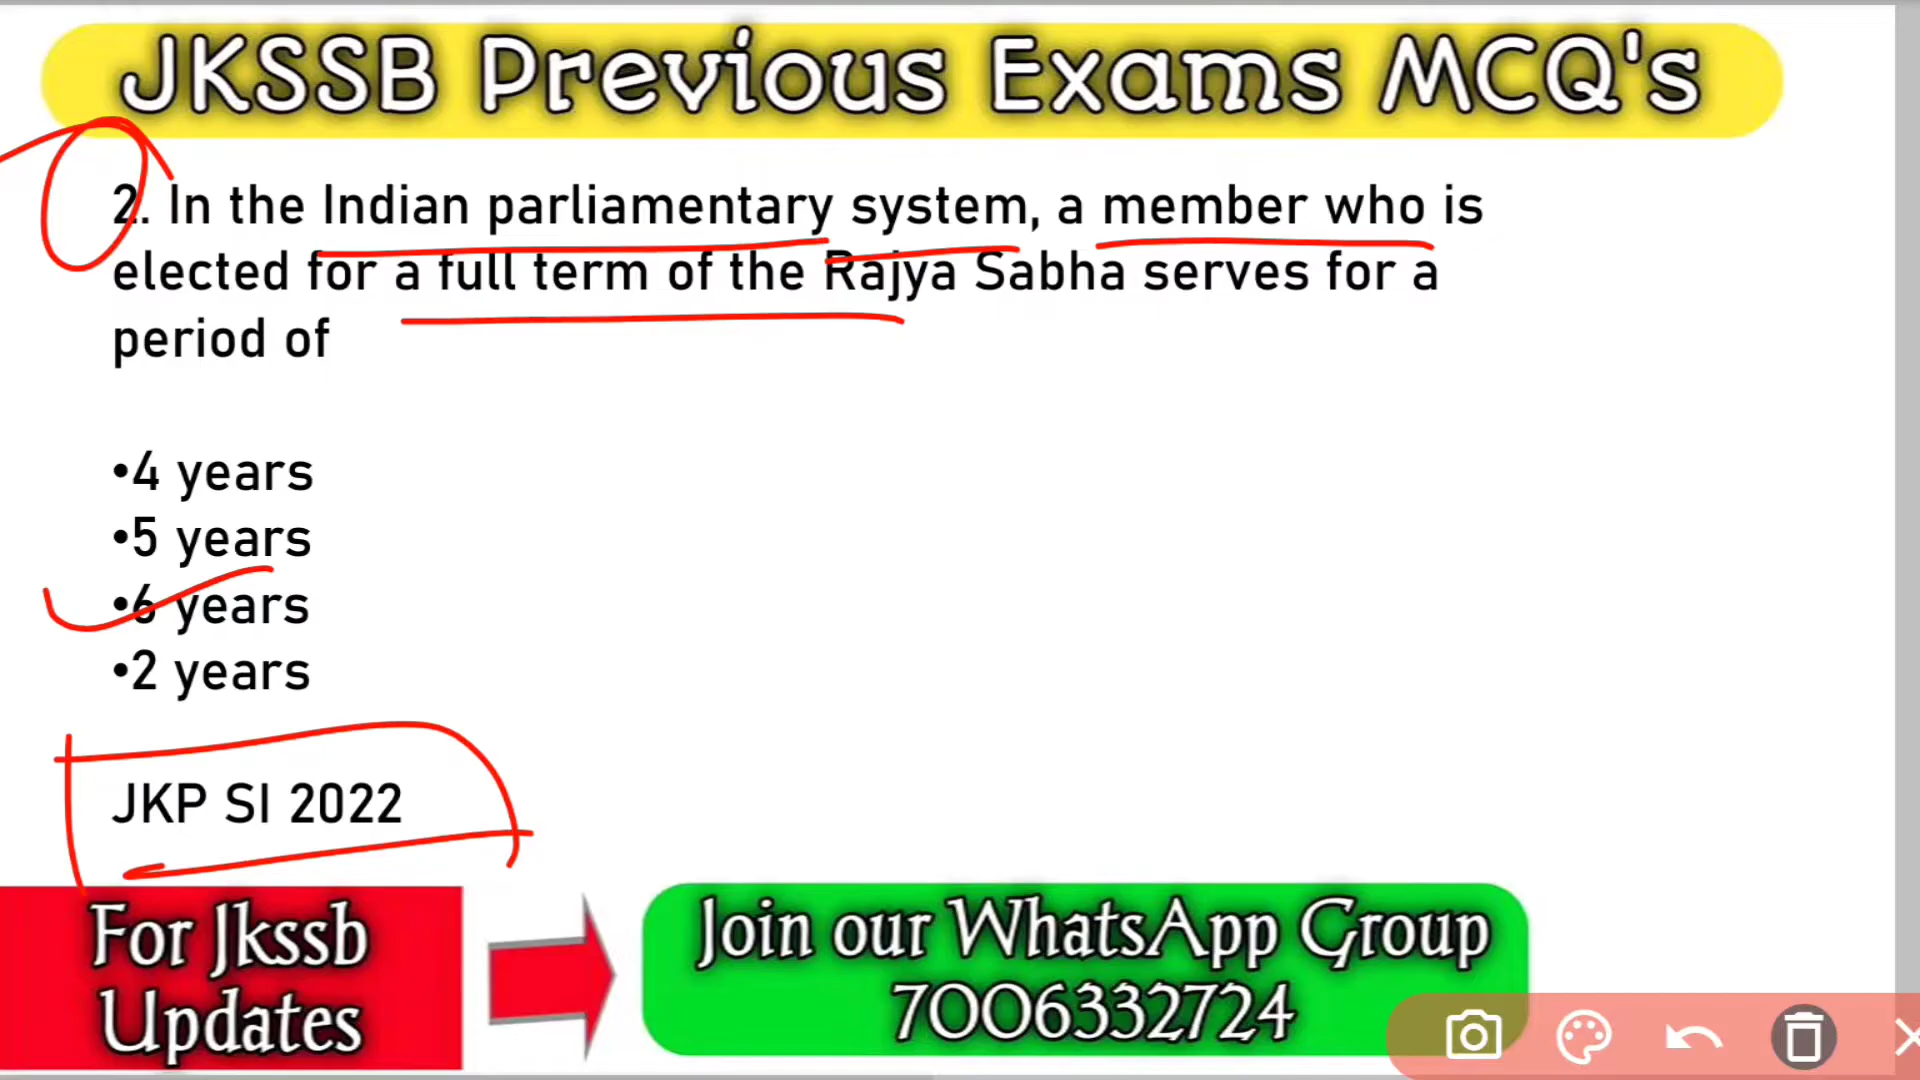 JKSSB Previous Exams MCQ's
2. In the Indian parliamentary system, a member who is
elected for a full term of the Rajya Sabha serves for a
period of
•4 years
•5 years
•6 years
•2 years
JKP SI 2022
For Jkssb
Updates
Join our WhatsApp Group
7006332724